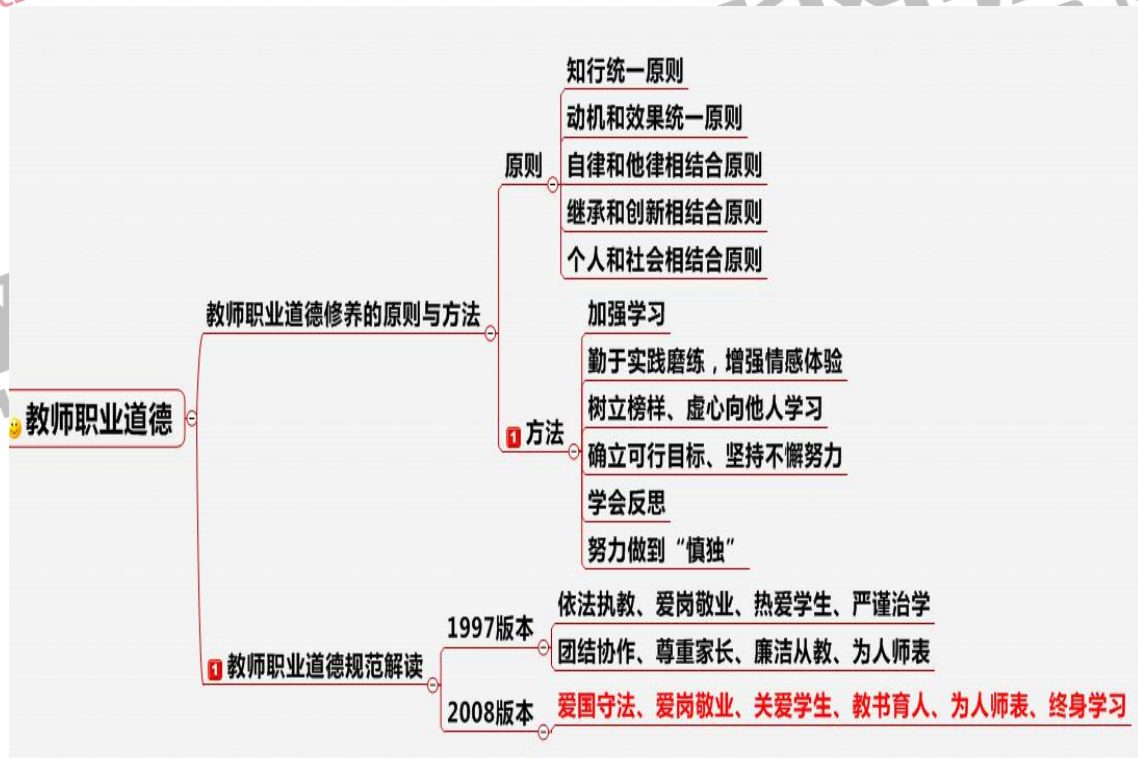 知行统一原则
动机和效果统一原则
原则
自律和他律相结合原则
继承和创新相结合原则
个人和社会相结合原则
教师职业道德修养的原则与方法
加强学习
勤于实践磨练，增强情感体验
树立榜样、虚心向他人学习
1 方法
确立可行目标、坚持不懈努力
学会反思
努力做到“慎独”
教师职业道德
1997版本
依法执教、爱岗敬业、热爱学生、严谨治学
团结协作、尊重家长、廉洁从教、为人师表
1 教师职业道德规范解读
2008版本
爱国守法、爱岗敬业、关爱学生、教书育人、为人师表、终身学习